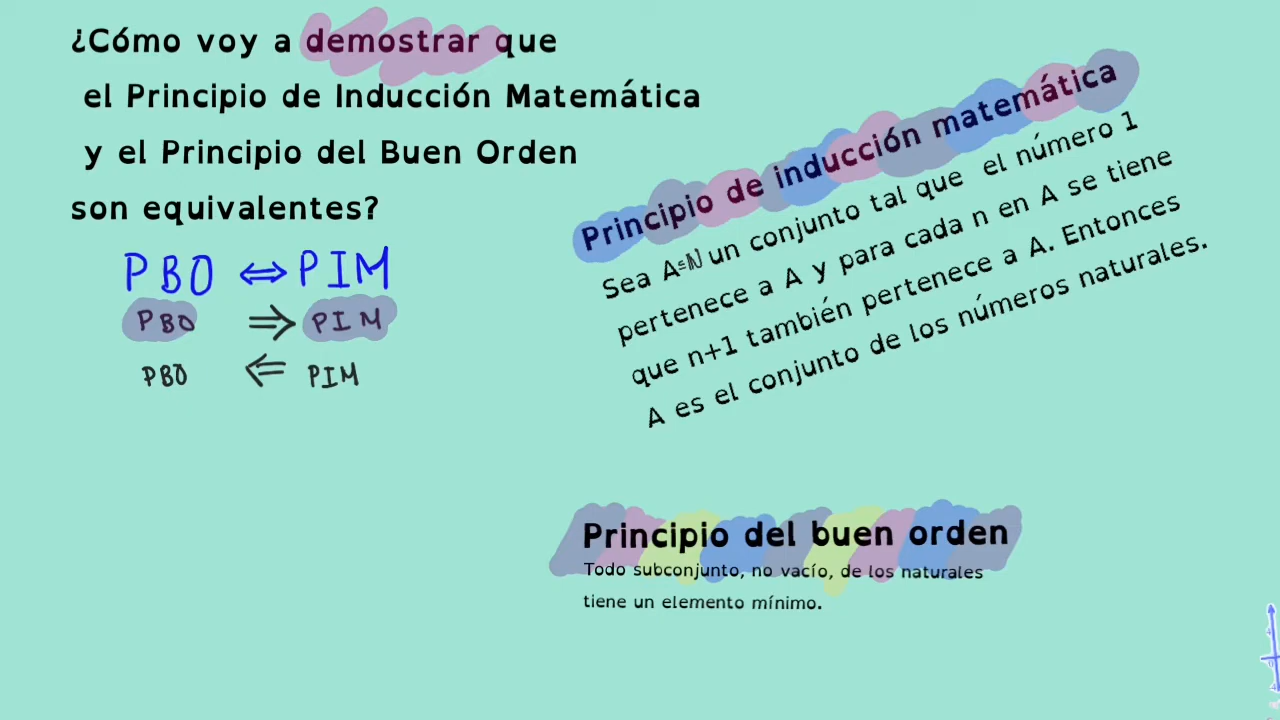 ¿Cómo voy a demostrar que
el Principio de Inducción Matemática
y el Principio del Buen Orden
son equivalentes?
PBO ⇔ PIM
PBO ⇒ PIM
PBO ⇐ PIM
Principio de inducción matemática
Sea A⊆ℕ un conjunto tal que el número 1
pertenece a A y para cada n en A se tiene
que n+1 también pertenece a A. Entonces
A es el conjunto de los números naturales.
Principio del buen orden
Todo subconjunto, no vacío, de los naturales
tiene un elemento mínimo.